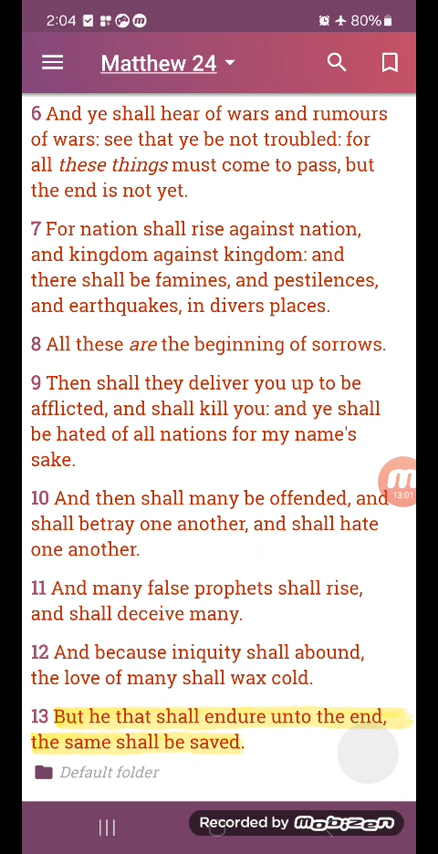 2:04 80%
Matthew 24
6 And ye shall hear of wars and rumours
of wars: see that ye be not troubled: for
all these things must come to pass, but
the end is not yet.
7 For nation shall rise against nation,
and kingdom against kingdom: and
there shall be famines, and pestilences,
and earthquakes, in divers places.
8 All these are the beginning of sorrows.
9 Then shall they deliver you up to be
afflicted, and shall kill you: and ye shall
be hated of all nations for my name's
sake.
m
13:01
10 And then shall many be offended, and
shall betray one another, and shall hate
one another.
11 And many false prophets shall rise,
and shall deceive many.
12 And because iniquity shall abound,
the love of many shall wax cold.
13 But he that shall endure unto the end,
the same shall be saved.
Default folder
Recorded by mobizen